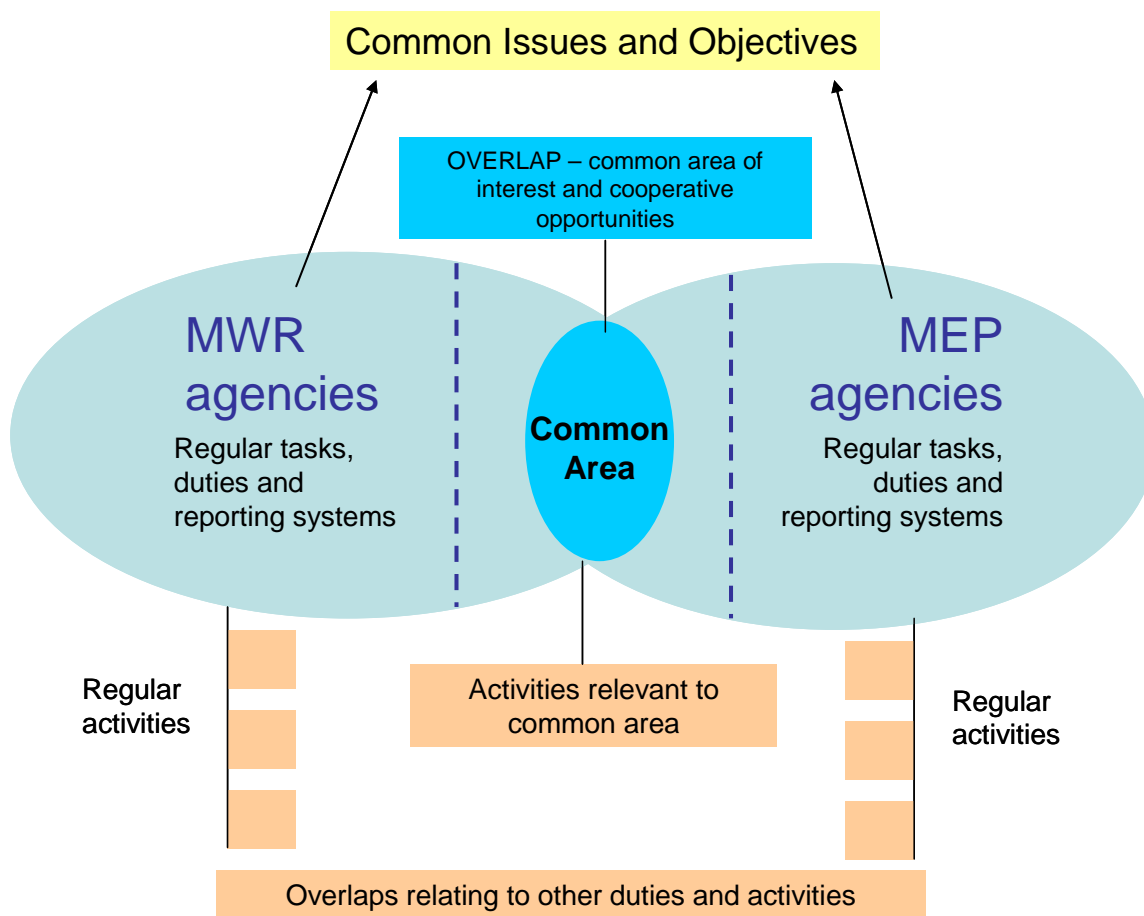 Common Issues and Objectives
OVERLAP – common area of
interest and cooperative
opportunities
MWR
agencies
Regular tasks,
duties and
reporting systems
Common
Area
MEP
agencies
Regular tasks,
duties and
reporting systems
Regular
activities
Activities relevant to
common area
Regular
activities
Overlaps relating to other duties and activities